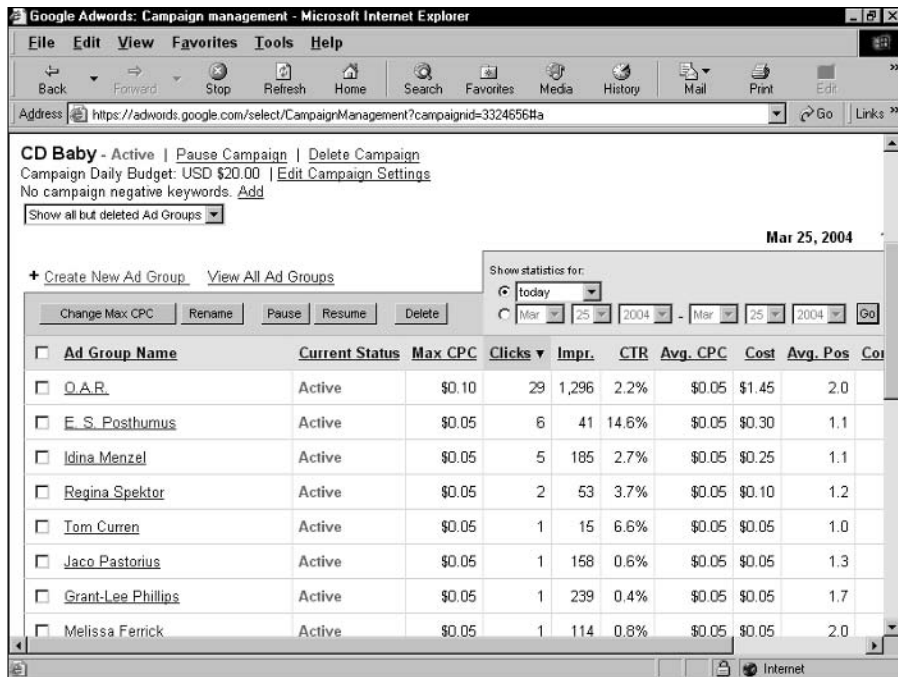 Google Adwords: Campaign management - Microsoft Internet Explorer
File Edit View Favorites Tools Help
Back Forward Stop Refresh Home Search Favorites Media History Mail Print Edit
Address https://adwords.google.com/select/CampaignManagement?campaignid=3324656#a Go Links
CD Baby - Active | Pause Campaign | Delete Campaign
Campaign Daily Budget: USD $20.00 | Edit Campaign Settings
No campaign negative keywords. Add
Show all but deleted Ad Groups
Mar 25, 2004
+ Create New Ad Group View All Ad Groups
Show statistics for:
today
Mar 25 2004 - Mar 25 2004 Go
Change Max CPC Rename Pause Resume Delete
Ad Group Name Current Status Max CPC Clicks ▼ Impr. CTR Avg. CPC Cost Avg. Pos
O.A.R. Active $0.10 29 1,296 2.2% $0.05 $1.45 2.0
E. S. Posthumus Active $0.05 6 41 14.6% $0.05 $0.30 1.1
Idina Menzel Active $0.05 5 185 2.7% $0.05 $0.25 1.1
Regina Spektor Active $0.05 2 53 3.7% $0.05 $0.10 1.2
Tom Curren Active $0.05 1 15 6.6% $0.05 $0.05 1.0
Jaco Pastorius Active $0.05 1 158 0.6% $0.05 $0.05 1.3
Grant-Lee Phillips Active $0.05 1 239 0.4% $0.05 $0.05 1.7
Melissa Ferrick Active $0.05 1 114 0.8% $0.05 $0.05 2.0
Internet